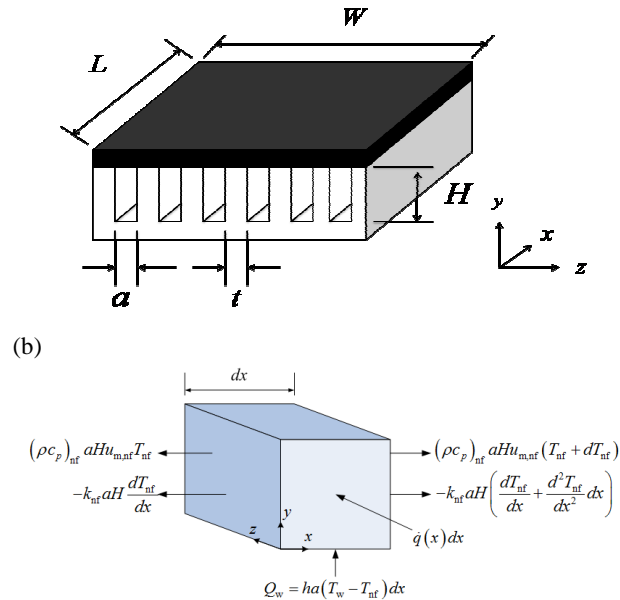 W
L
H
y
x
z
a
t
(b)
dx
(ρc_p)_nf aHu_m,nf T_nf
(ρc_p)_nf aHu_m,nf (T_nf + dT_nf)
-k_nf aH dT_nf/dx
-k_nf aH (dT_nf/dx + d²T_nf/dx² dx)
z
y
x
q̇(x)dx
Q_w = ha(T_w - T_nf)dx